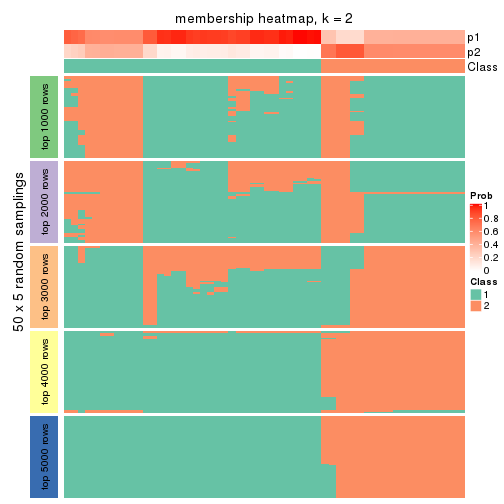 membership heatmap, k = 2
p1
p2
Class
50 x 5 random samplings
top 1000 rows
top 2000 rows
top 3000 rows
top 4000 rows
top 5000 rows
Prob
1
0.8
0.6
0.4
0.2
0
Class
1
2